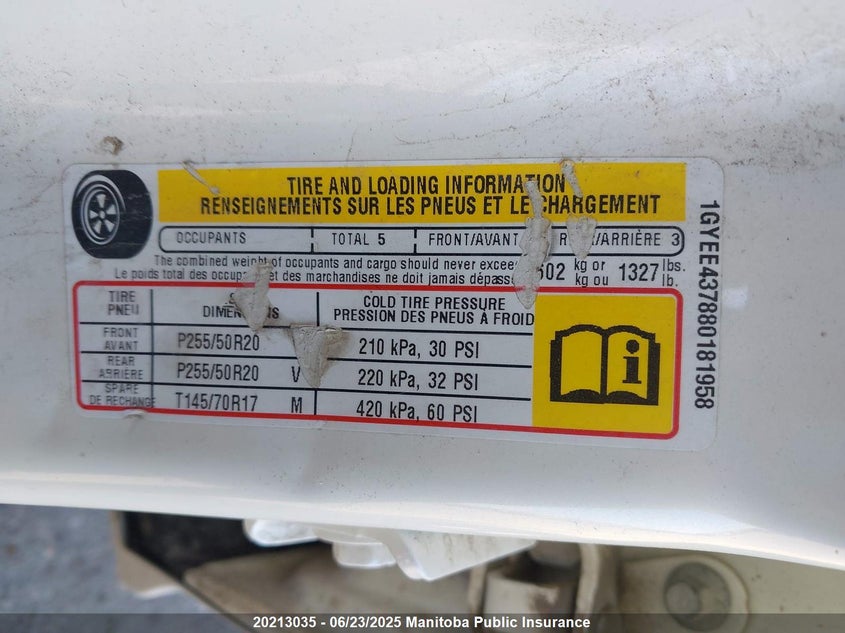 TIRE AND LOADING INFORMATION
RENSEIGNEMENTS SUR LES PNEUS ET LE CHARGEMENT
OCCUPANTS TOTAL 5 FRONT/AVANT /ARRIÈRE 3
The combined weight of occupants and cargo should never kg or 1327 lbs.
Le poids total des et des marchandises ne doit jamais kg ou lb.
TIRE COLD TIRE PRESSURE
PNEU PRESSION DES PNEUS À FROID
FRONT
AVANT P255/50R20 210 kPa, 30 PSI
REAR
ARRIÈRE P255/50R20 V 220 kPa, 32 PSI
SPARE
DE RECHANGE T145/70R17 M 420 kPa, 60 PSI
1GYEE437880181958
20213035 - 06/23/2025 Manitoba Public Insurance